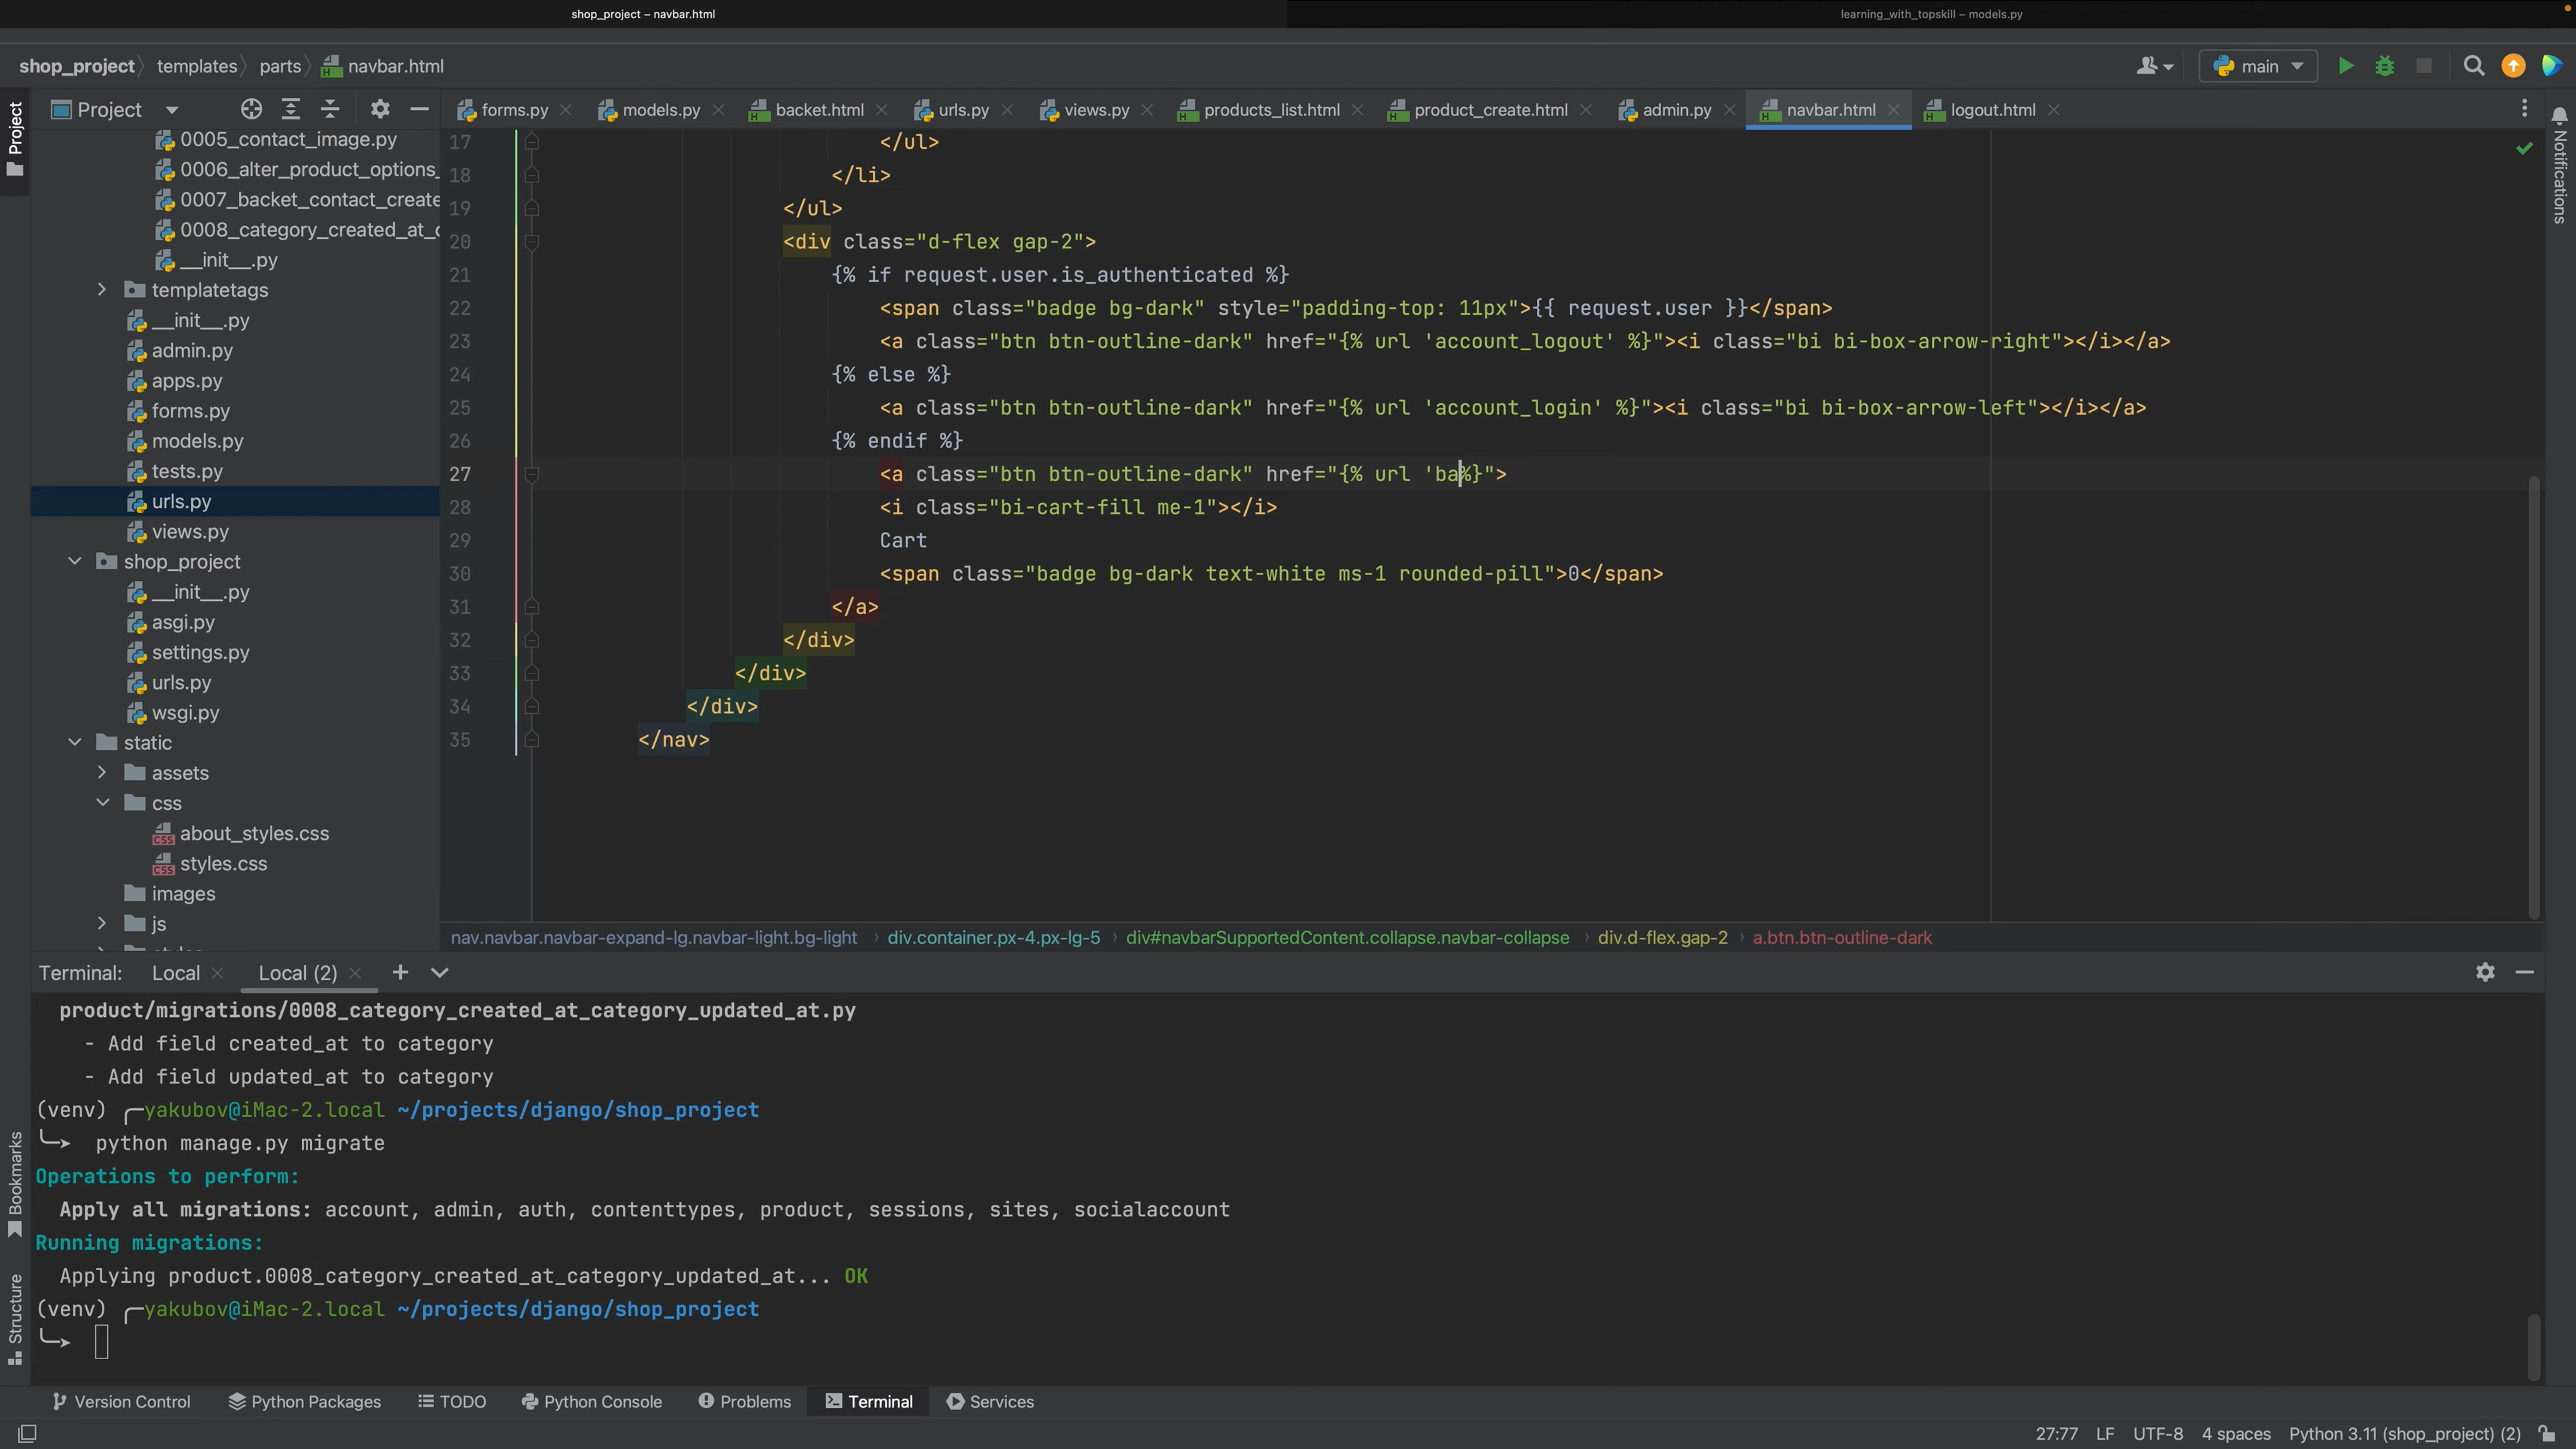 shop_project – navbar.html
learning_with_topskill – models.py
shop_project
templates
parts
navbar.html
main
Project
Project
forms.py
models.py
backet.html
urls.py
views.py
products_list.html
product_create.html
admin.py
navbar.html
logout.html
Notifications
0005_contact_image.py
0006_alter_product_options_
0007_backet_contact_create
0008_category_created_at_c
__init__.py
templatetags
__init__.py
admin.py
apps.py
forms.py
models.py
tests.py
urls.py
views.py
shop_project
__init__.py
asgi.py
settings.py
urls.py
wsgi.py
static
assets
css
about_styles.css
styles.css
images
js
17 </ul>
18 </li>
19 </ul>
20 <div class="d-flex gap-2">
21 {% if request.user.is_authenticated %}
22 <span class="badge bg-dark" style="padding-top: 11px">{{ request.user }}</span>
23 <a class="btn btn-outline-dark" href="{% url 'account_logout' %}"><i class="bi bi-box-arrow-right"></i></a>
24 {% else %}
25 <a class="btn btn-outline-dark" href="{% url 'account_login' %}"><i class="bi bi-box-arrow-left"></i></a>
26 {% endif %}
27 <a class="btn btn-outline-dark" href="{% url 'ba%}">
28 <i class="bi-cart-fill me-1"></i>
29 Cart
30 <span class="badge bg-dark text-white ms-1 rounded-pill">0</span>
31 </a>
32 </div>
33 </div>
34 </div>
35 </nav>
nav.navbar.navbar-expand-lg.navbar-light.bg-light
div.container.px-4.px-lg-5
div#navbarSupportedContent.collapse.navbar-collapse
div.d-flex.gap-2
a.btn.btn-outline-dark
Terminal: Local Local (2)
product/migrations/0008_category_created_at_category_updated_at.py
- Add field created_at to category
- Add field updated_at to category
(venv) yakubov@iMac-2.local ~/projects/django/shop_project
python manage.py migrate
Operations to perform:
Apply all migrations: account, admin, auth, contenttypes, product, sessions, sites, socialaccount
Running migrations:
Applying product.0008_category_created_at_category_updated_at... OK
(venv) yakubov@iMac-2.local ~/projects/django/shop_project
Bookmarks
Structure
Version Control
Python Packages
TODO
Python Console
Problems
Terminal
Services
27:77 LF UTF-8 4 spaces Python 3.11 (shop_project) (2)